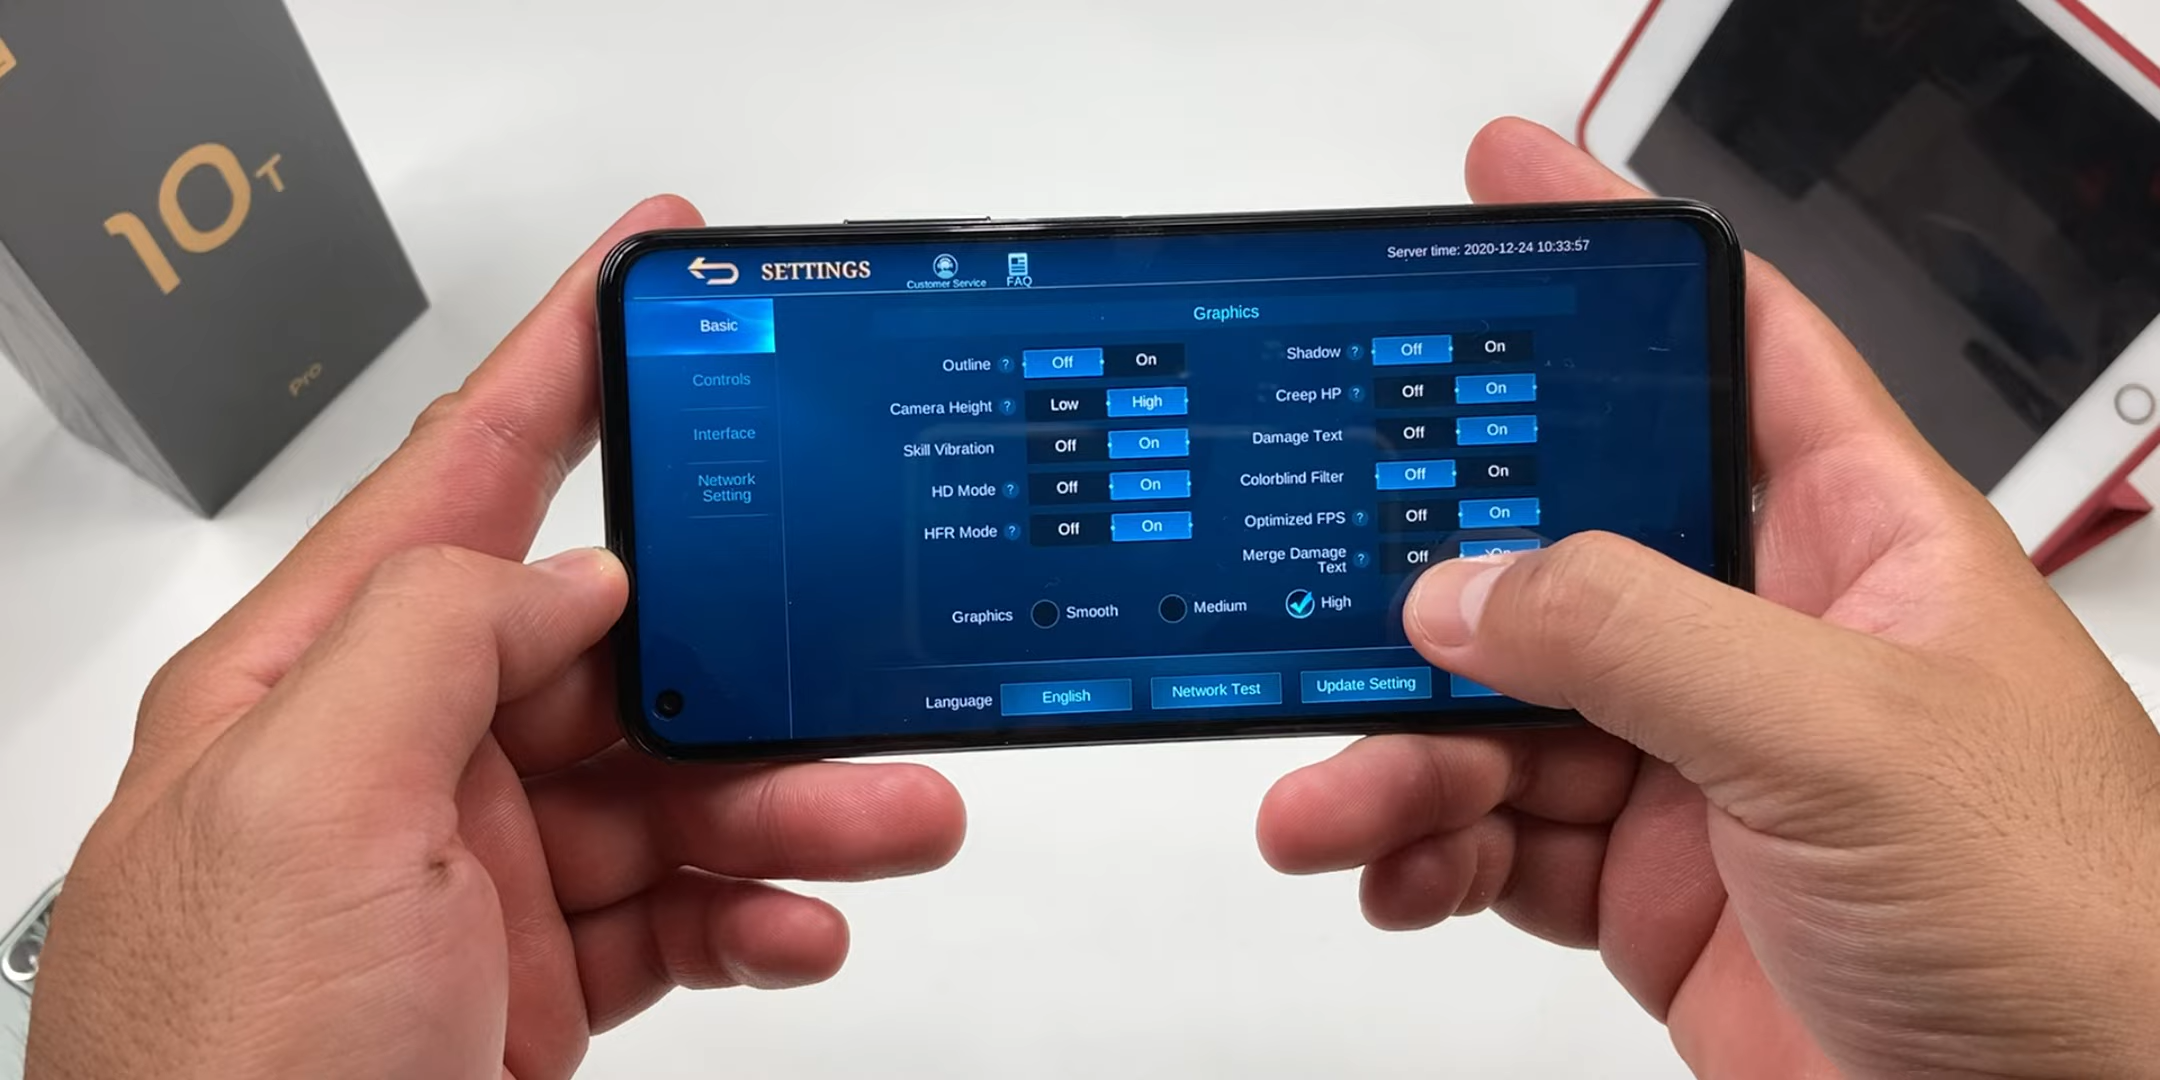 10T
pro
SETTINGS
Customer Service
FAQ
Server time: 2020-12-24 10:33:57
Basic
Controls
Interface
Network
Setting
Graphics
Outline ? Off On
Shadow ? Off On
Camera Height ? Low High
Creep HP ? Off On
Skill Vibration Off On
Damage Text Off On
HD Mode ? Off On
Colorblind Filter Off On
HFR Mode ? Off On
Optimized FPS ? Off On
Merge Damage
Text ? Off On
Graphics Smooth Medium High
Language English Network Test Update Setting